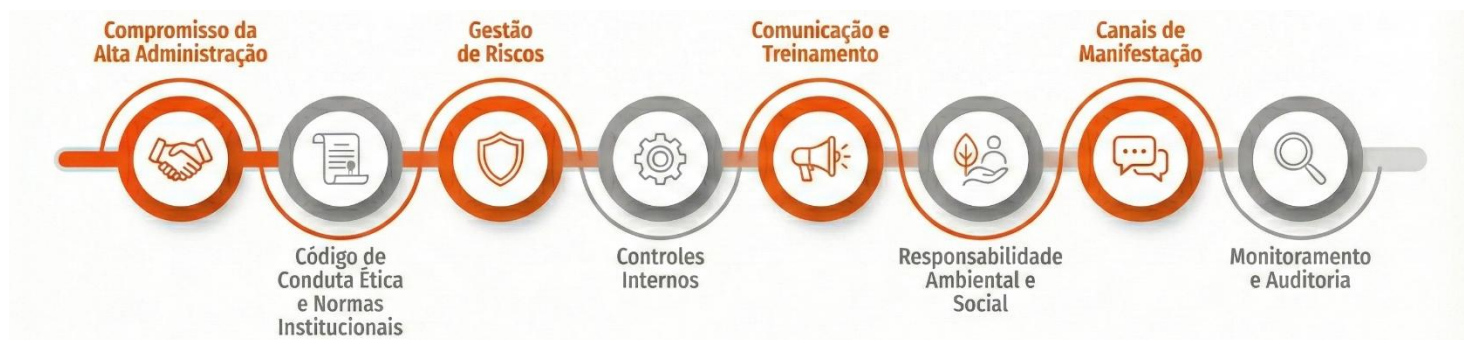 Compromisso da
Alta Administração
Código de
Conduta Ética
e Normas
Institucionais
Gestão
de Riscos
Controles
Internos
Comunicação e
Treinamento
Responsabilidade
Ambiental e
Social
Canais de
Manifestação
Monitoramento
e Auditoria